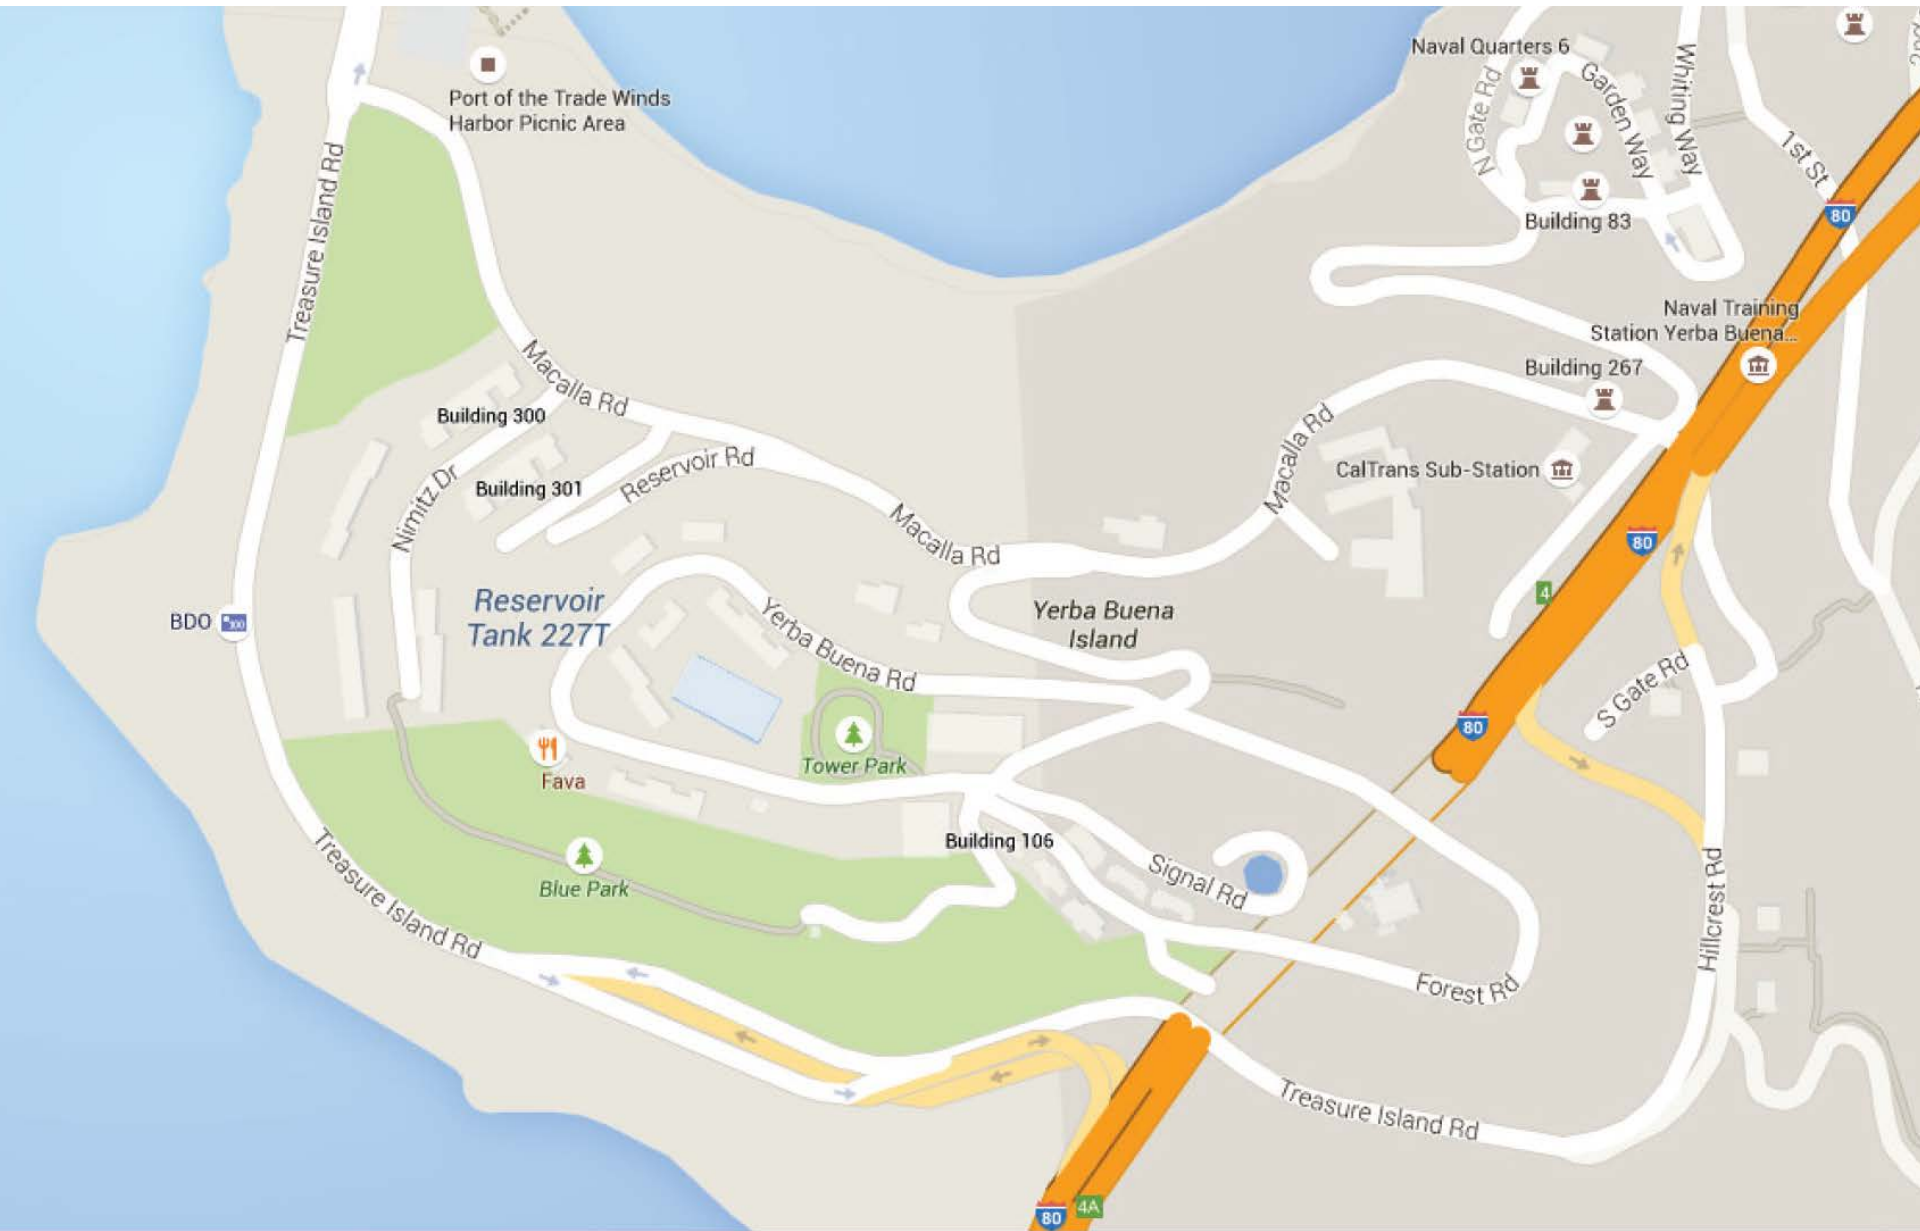 Naval Quarters 6
N Gate Rd
Garden Way
Whiting Way
Port of the Trade Winds
Harbor Picnic Area
1st St
Treasure Island Rd
80
Building 83
Naval Training
Station Yerba Buena...
Building 267
Macalla Rd
Building 300
Macalla Rd
CalTrans Sub-Station
Reservoir Rd
Building 301
Nimitz Dr
Macalla Rd
80
4
Reservoir
Tank 227T
Yerba Buena
Island
BDO
Yerba Buena Rd
S Gate Rd
80
Tower Park
Fava
Building 106
Signal Rd
Blue Park
Treasure Island Rd
Hillcrest Rd
Forest Rd
Treasure Island Rd
4A
80